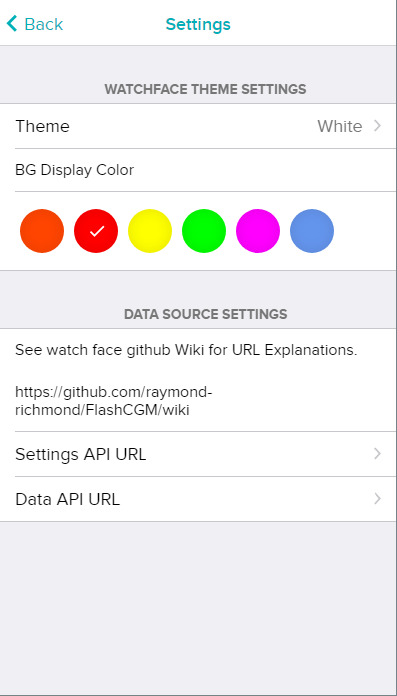 Back
Settings
WATCHFACE THEME SETTINGS
Theme
White
BG Display Color
DATA SOURCE SETTINGS
See watch face github Wiki for URL Explanations.
https://github.com/raymond-
richmond/FlashCGM/wiki
Settings API URL
Data API URL